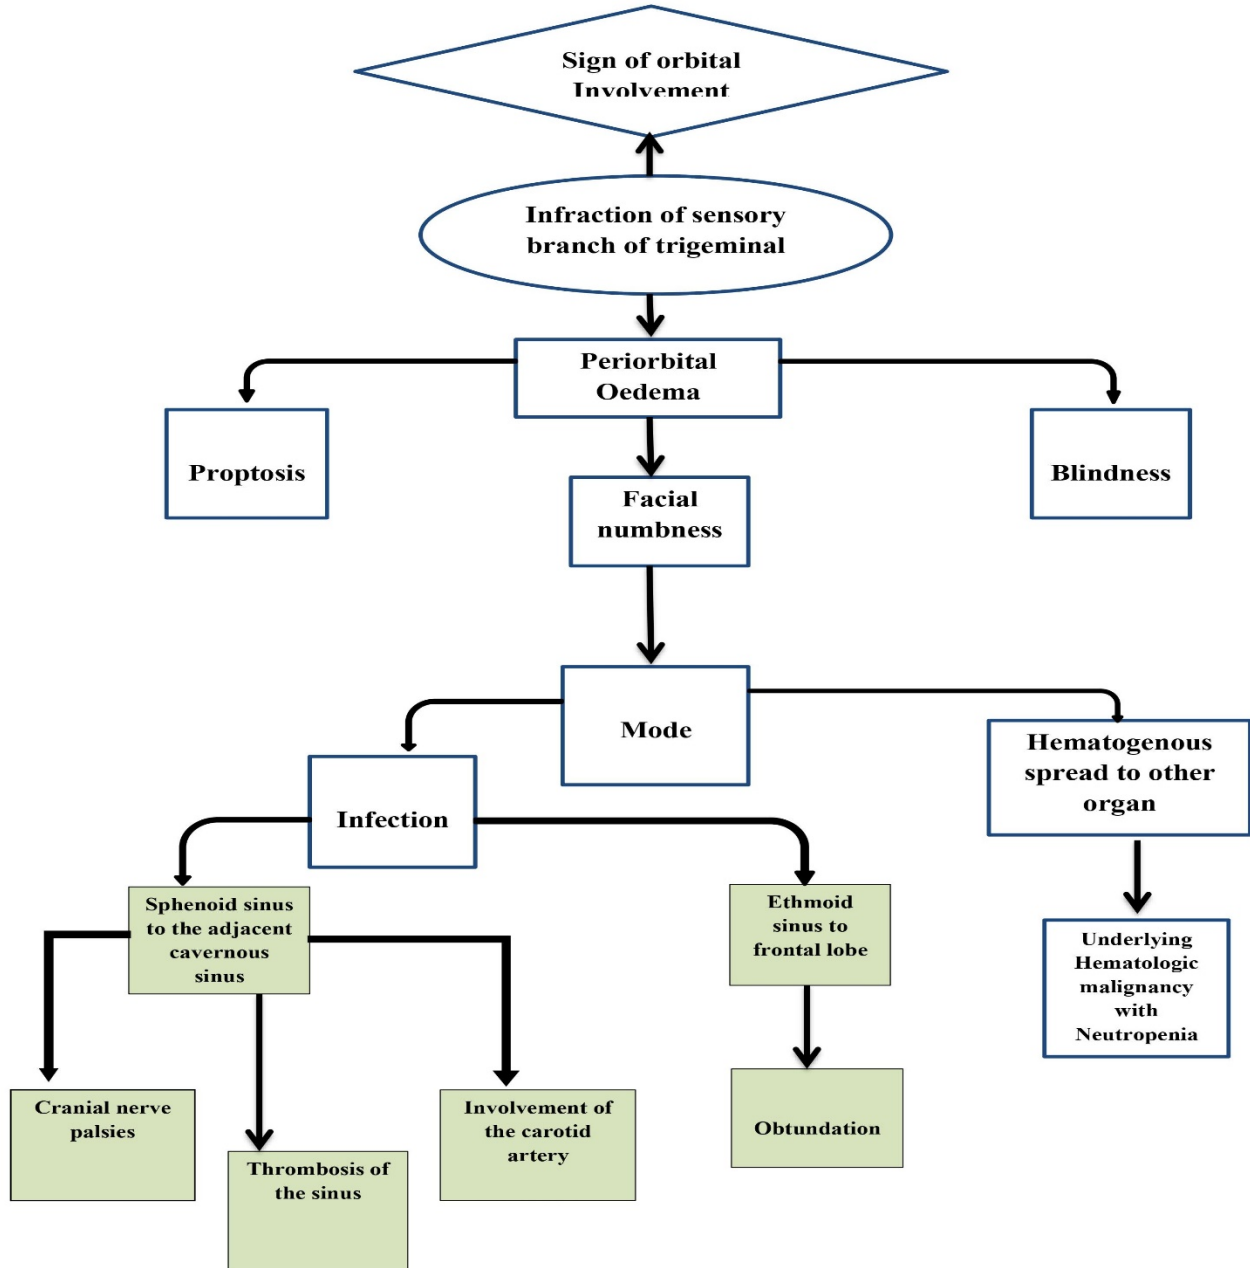 Sign of orbital
Involvement
Infraction of sensory
branch of trigeminal
Periorbital
Oedema
Proptosis
Blindness
Facial
numbness
Mode
Hematogenous
spread to other
organ
Infection
Sphenoid sinus
to the adjacent
cavernous
sinus
Ethmoid
sinus to
frontal lobe
Underlying
Hematologic
malignancy
with
Neutropenia
Cranial nerve
palsies
Thrombosis of
the sinus
Involvement of
the carotid
artery
Obtundation